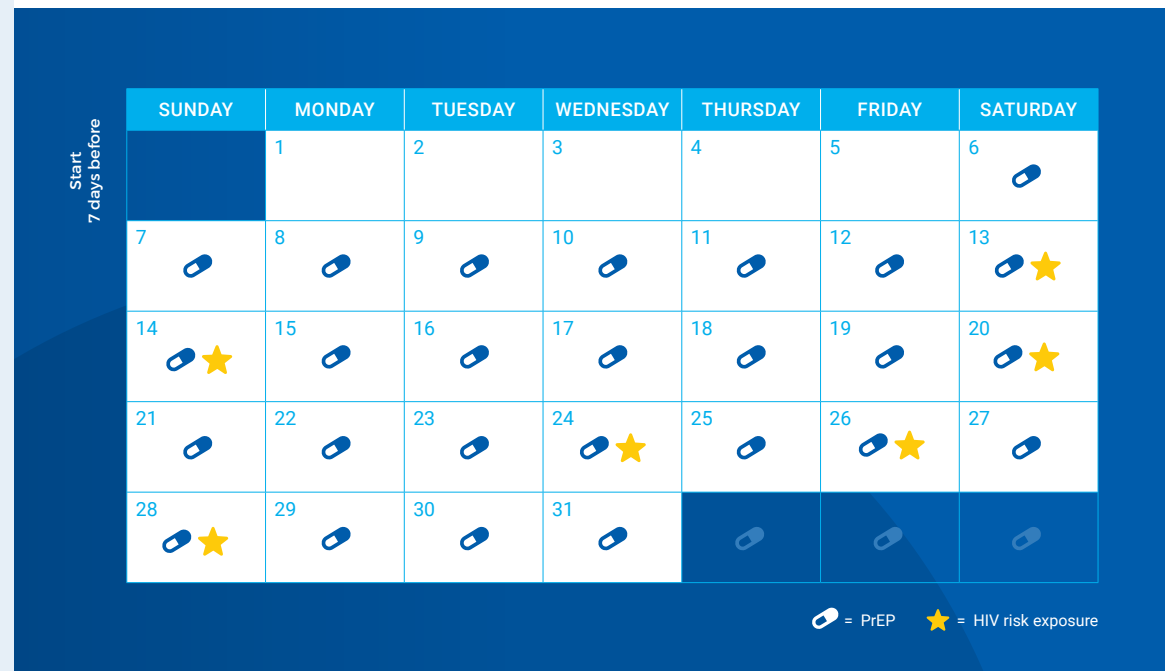 Start
7 days before
SUNDAY MONDAY TUESDAY WEDNESDAY THURSDAY FRIDAY SATURDAY
1 2 3 4 5 6
7 8 9 10 11 12 13
14 15 16 17 18 19 20
21 22 23 24 25 26 27
28 29 30 31
= PrEP = HIV risk exposure